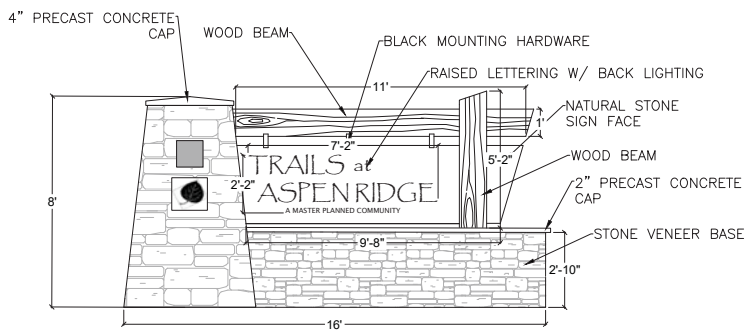 4” PRECAST CONCRETE
CAP
WOOD BEAM
BLACK MOUNTING HARDWARE
RAISED LETTERING W/ BACK LIGHTING
11'
NATURAL STONE
SIGN FACE
1'
7'-2"
5'-2"
WOOD BEAM
TRAILS at
ASPEN RIDGE
A MASTER PLANNED COMMUNITY
2'-2"
8'
2” PRECAST CONCRETE
CAP
STONE VENEER BASE
9'-8"
2'-10"
16'